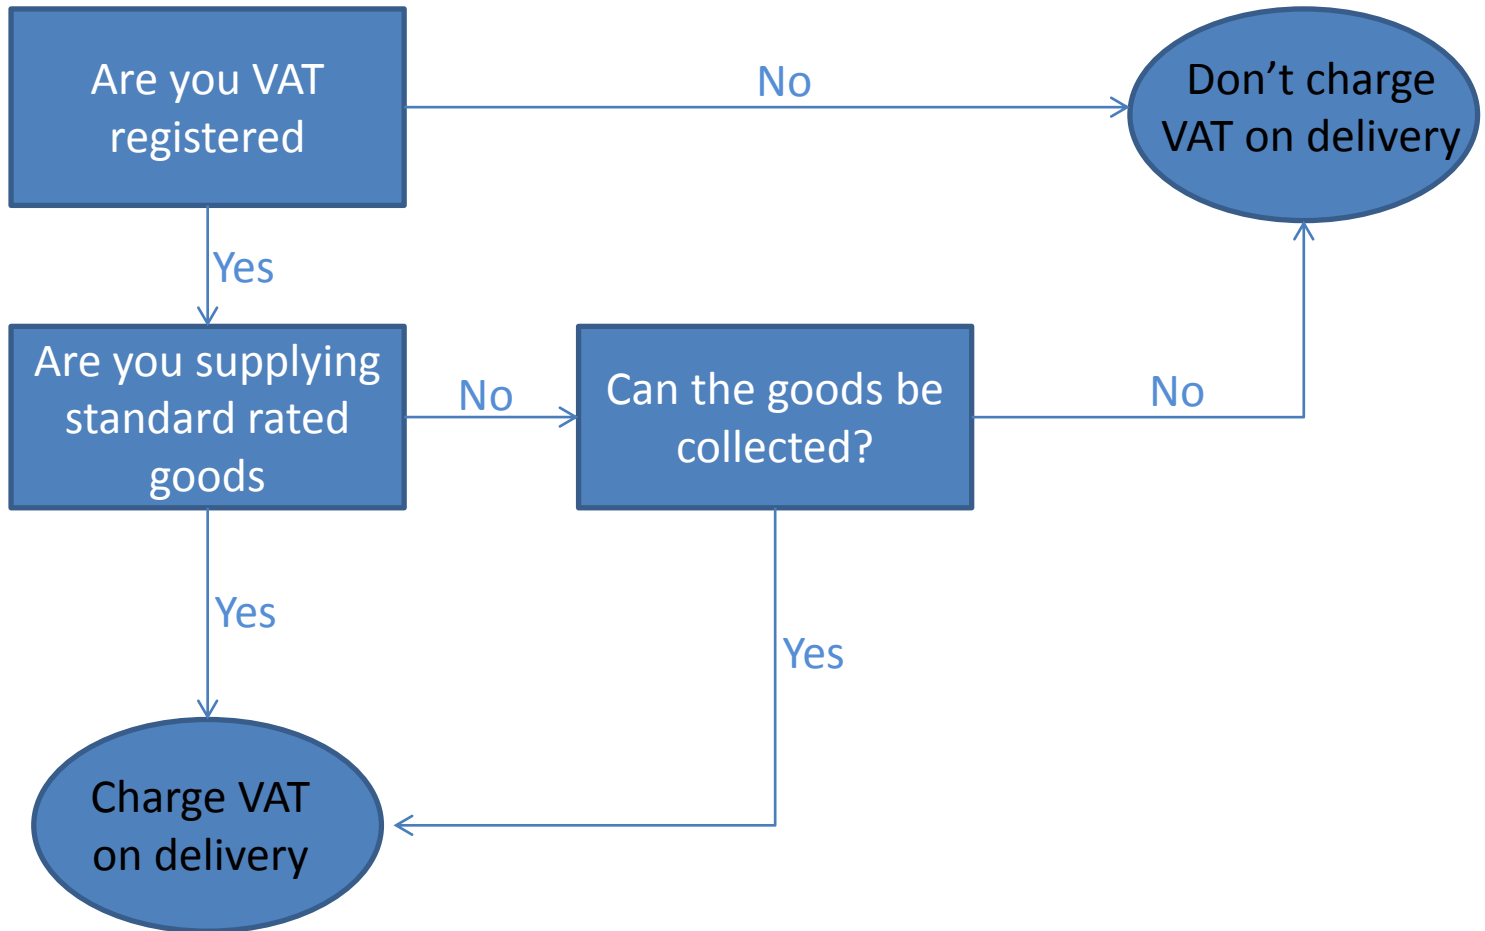 Are you VAT
registered
No
Don’t charge
VAT on delivery
Yes
Are you supplying
standard rated
goods
No
Can the goods be
collected?
No
Yes
Yes
Charge VAT
on delivery